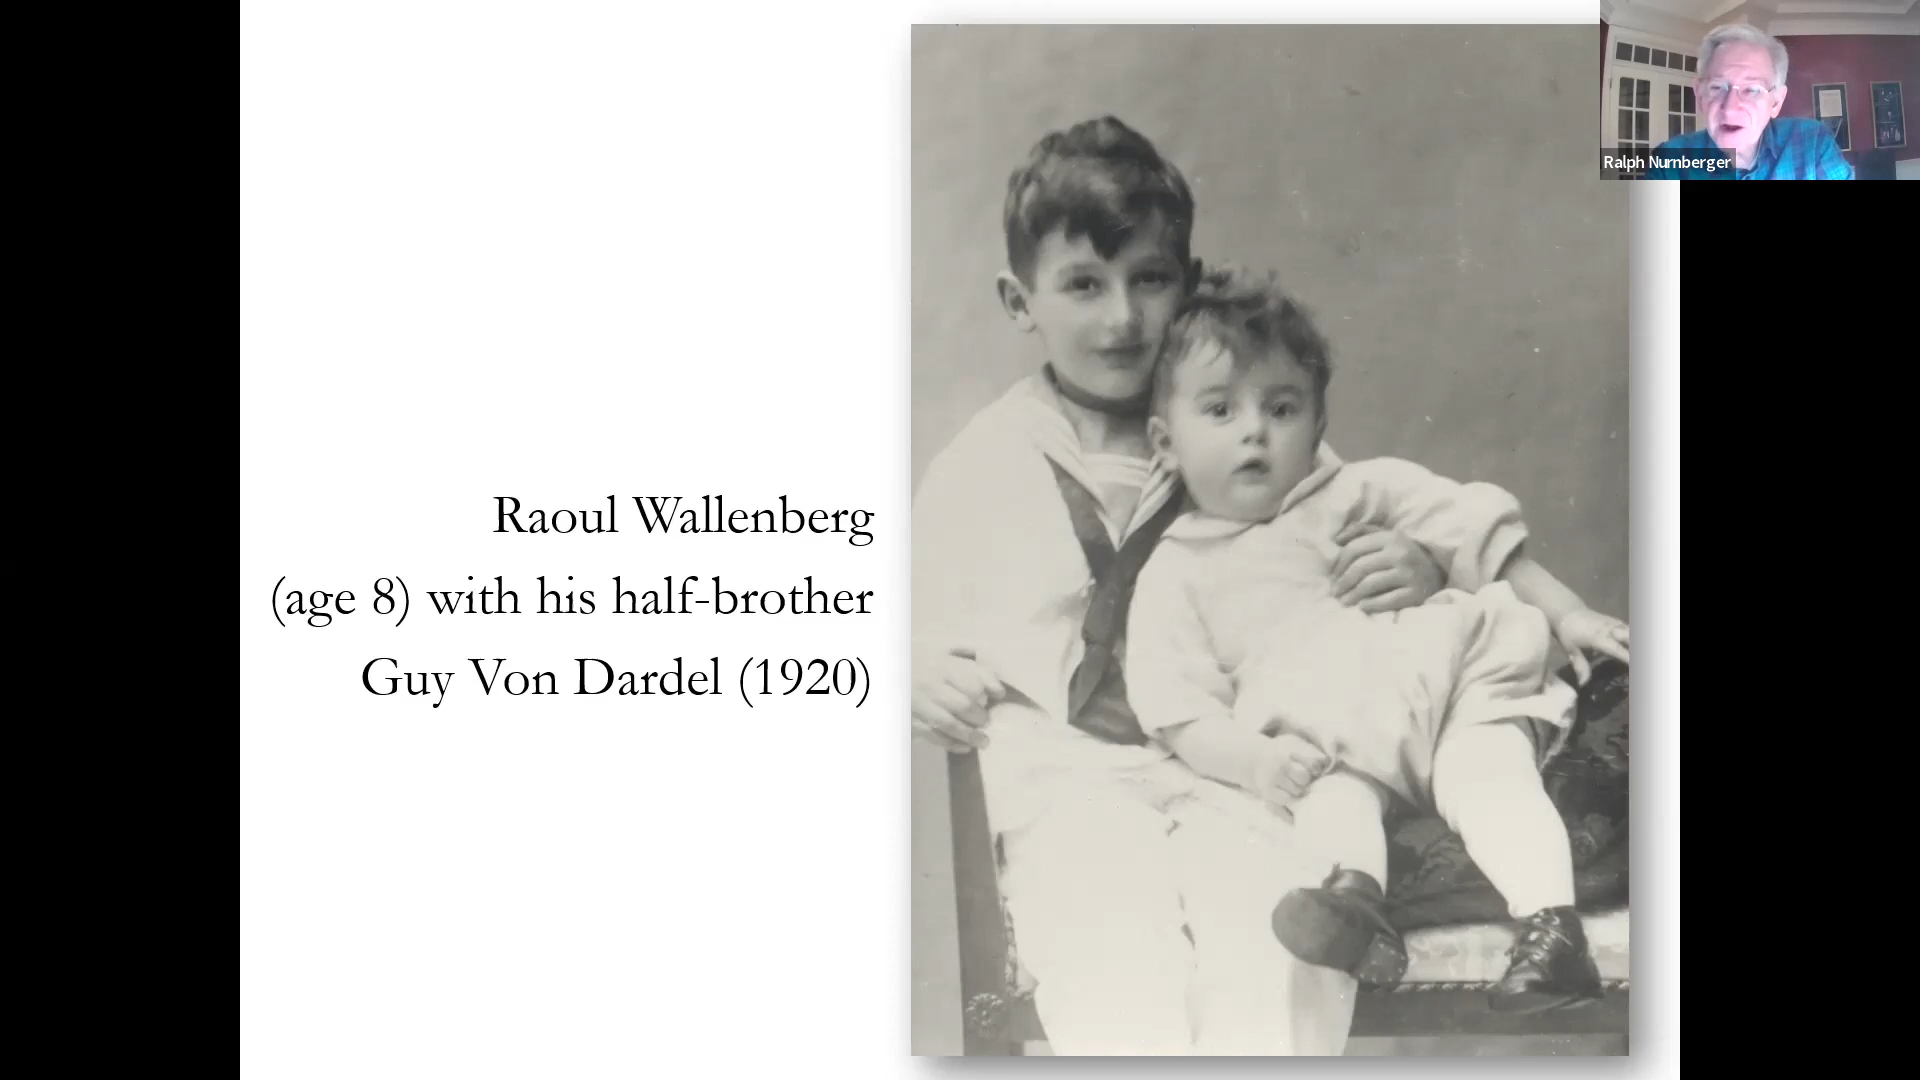 Raoul Wallenberg
(age 8) with his half-brother
Guy Von Dardel (1920)
Ralph Nurnberger